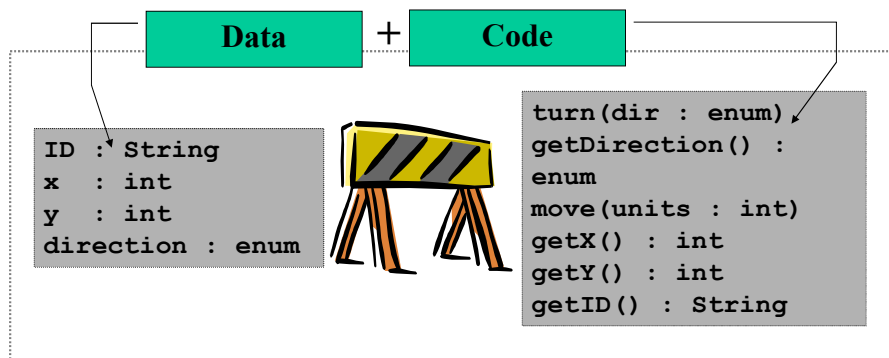 Data + Code
ID : String
x : int
y : int
direction : enum
turn(dir : enum)
getDirection() :
enum
move(units : int)
getX() : int
getY() : int
getID() : String